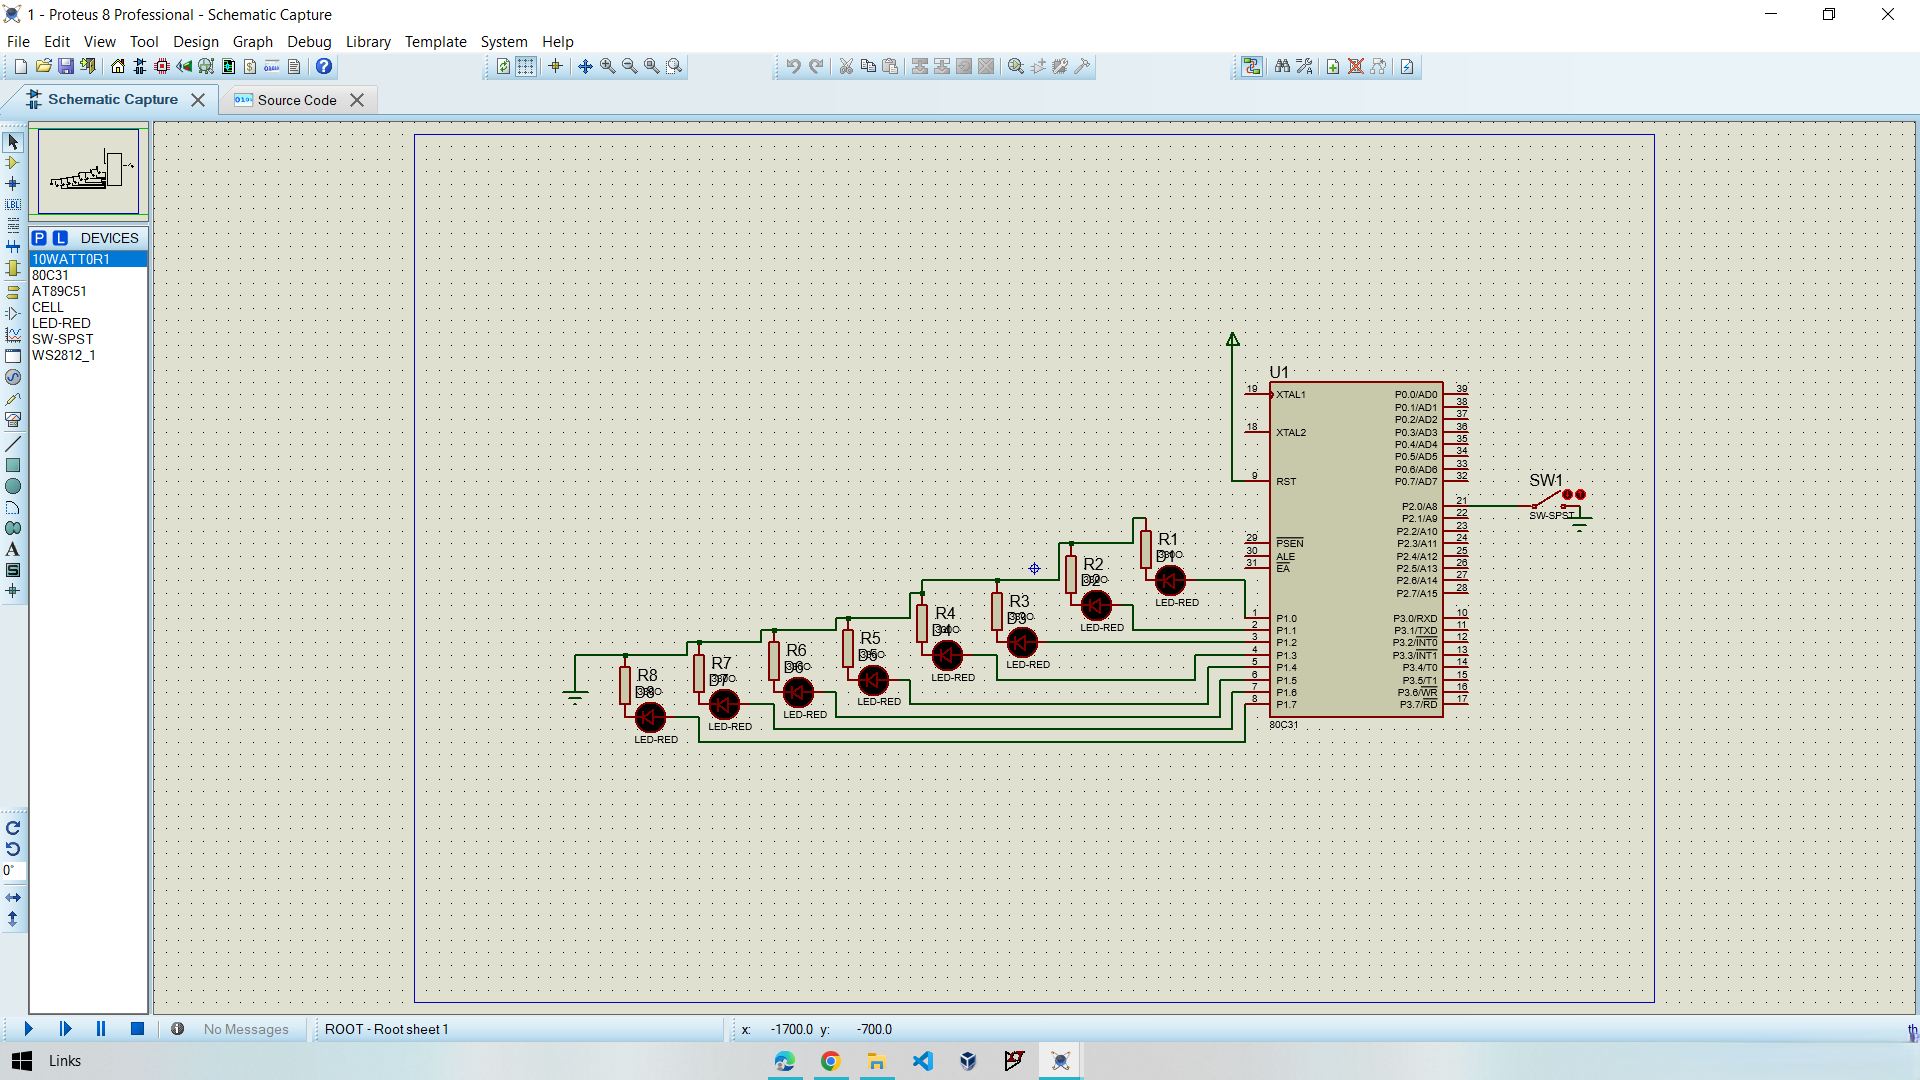 1 - Proteus 8 Professional - Schematic Capture
File Edit View Tool Design Graph Debug Library Template System Help
Schematic Capture
Source Code
P L DEVICES
10WATT0R1
80C31
AT89C51
CELL
LED-RED
SW-SPST
WS2812_1
LBL
A
S
0°
U1
19 XTAL1
18 XTAL2
9 RST
29 PSEN
30 ALE
31 EA
1 P1.0
2 P1.1
3 P1.2
4 P1.3
5 P1.4
6 P1.5
7 P1.6
8 P1.7
P0.0/AD0 39
P0.1/AD1 38
P0.2/AD2 37
P0.3/AD3 36
P0.4/AD4 35
P0.5/AD5 34
P0.6/AD6 33
P0.7/AD7 32
P2.0/A8 21
P2.1/A9 22
P2.2/A10 23
P2.3/A11 24
P2.4/A12 25
P2.5/A13 26
P2.6/A14 27
P2.7/A15 28
P3.0/RXD 10
P3.1/TXD 11
P3.2/INT0 12
P3.3/INT1 13
P3.4/T0 14
P3.5/T1 15
P3.6/WR 16
P3.7/RD 17
80C31
SW1
SW-SPST
R1
D1
LED-RED
R2
D2
LED-RED
R3
D3
LED-RED
R4
D4
LED-RED
R5
D5
LED-RED
R6
D6
LED-RED
R7
D7
LED-RED
R8
D8
LED-RED
No Messages
ROOT - Root sheet 1
x: -1700.0 y: -700.0
th
Links